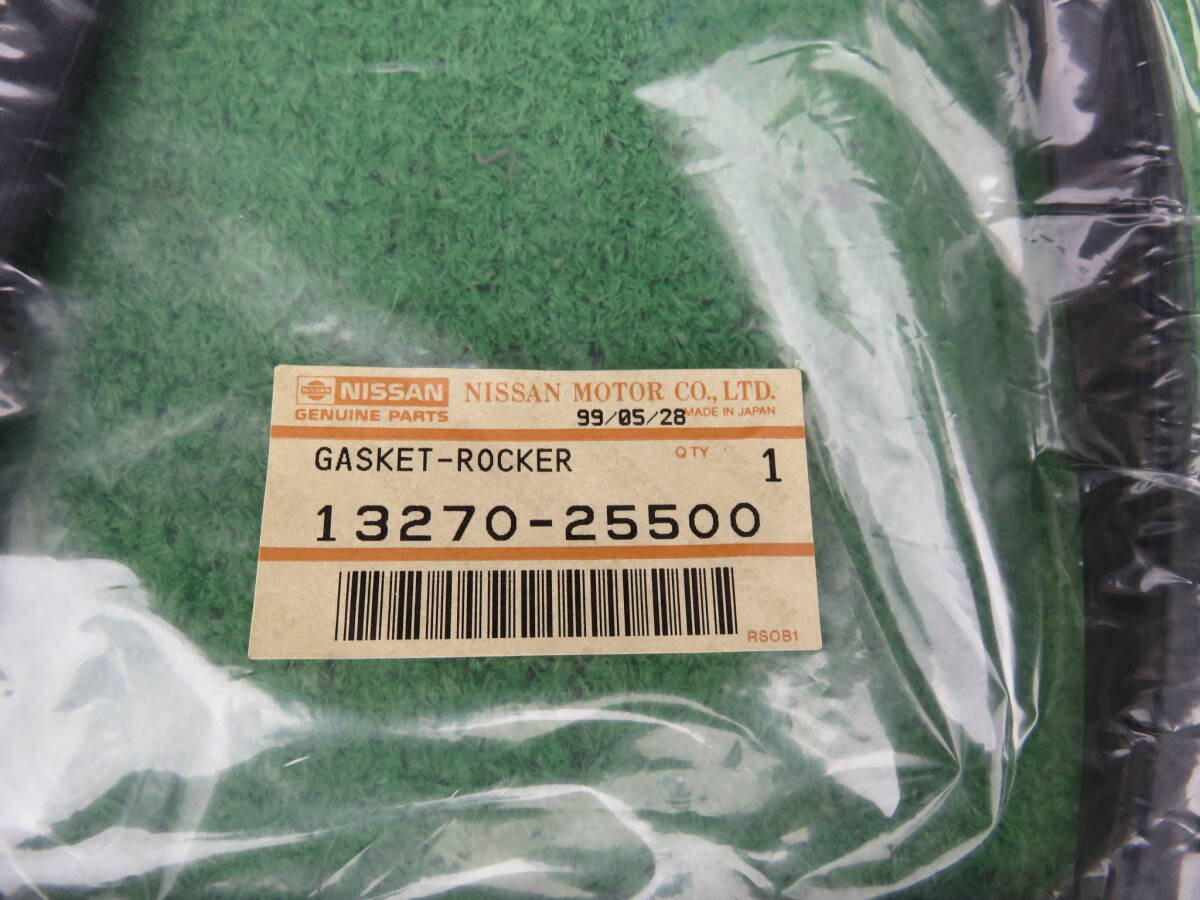 NISSAN NISSAN NISSAN MOTOR CO., LTD.
GENUINE PARTS 99/05/28 MADE IN JAPAN
GASKET-ROCKER QTY 1
13270-25500
RSOB1